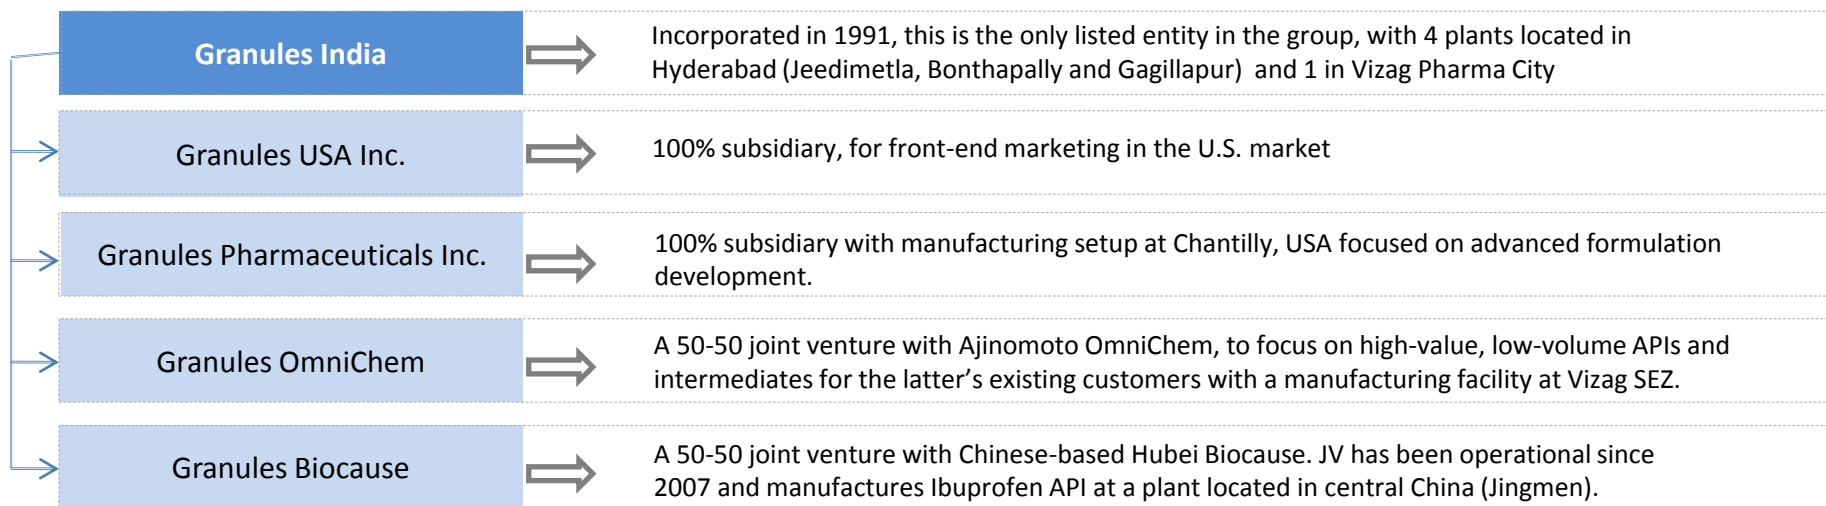 Granules India
Incorporated in 1991, this is the only listed entity in the group, with 4 plants located in
Hyderabad (Jeedimetla, Bonthapally and Gagillapur) and 1 in Vizag Pharma City
Granules USA Inc.
100% subsidiary, for front-end marketing in the U.S. market
Granules Pharmaceuticals Inc.
100% subsidiary with manufacturing setup at Chantilly, USA focused on advanced formulation
development.
Granules OmniChem
A 50-50 joint venture with Ajinomoto OmniChem, to focus on high-value, low-volume APIs and
intermediates for the latter’s existing customers with a manufacturing facility at Vizag SEZ.
Granules Biocause
A 50-50 joint venture with Chinese-based Hubei Biocause. JV has been operational since
2007 and manufactures Ibuprofen API at a plant located in central China (Jingmen).